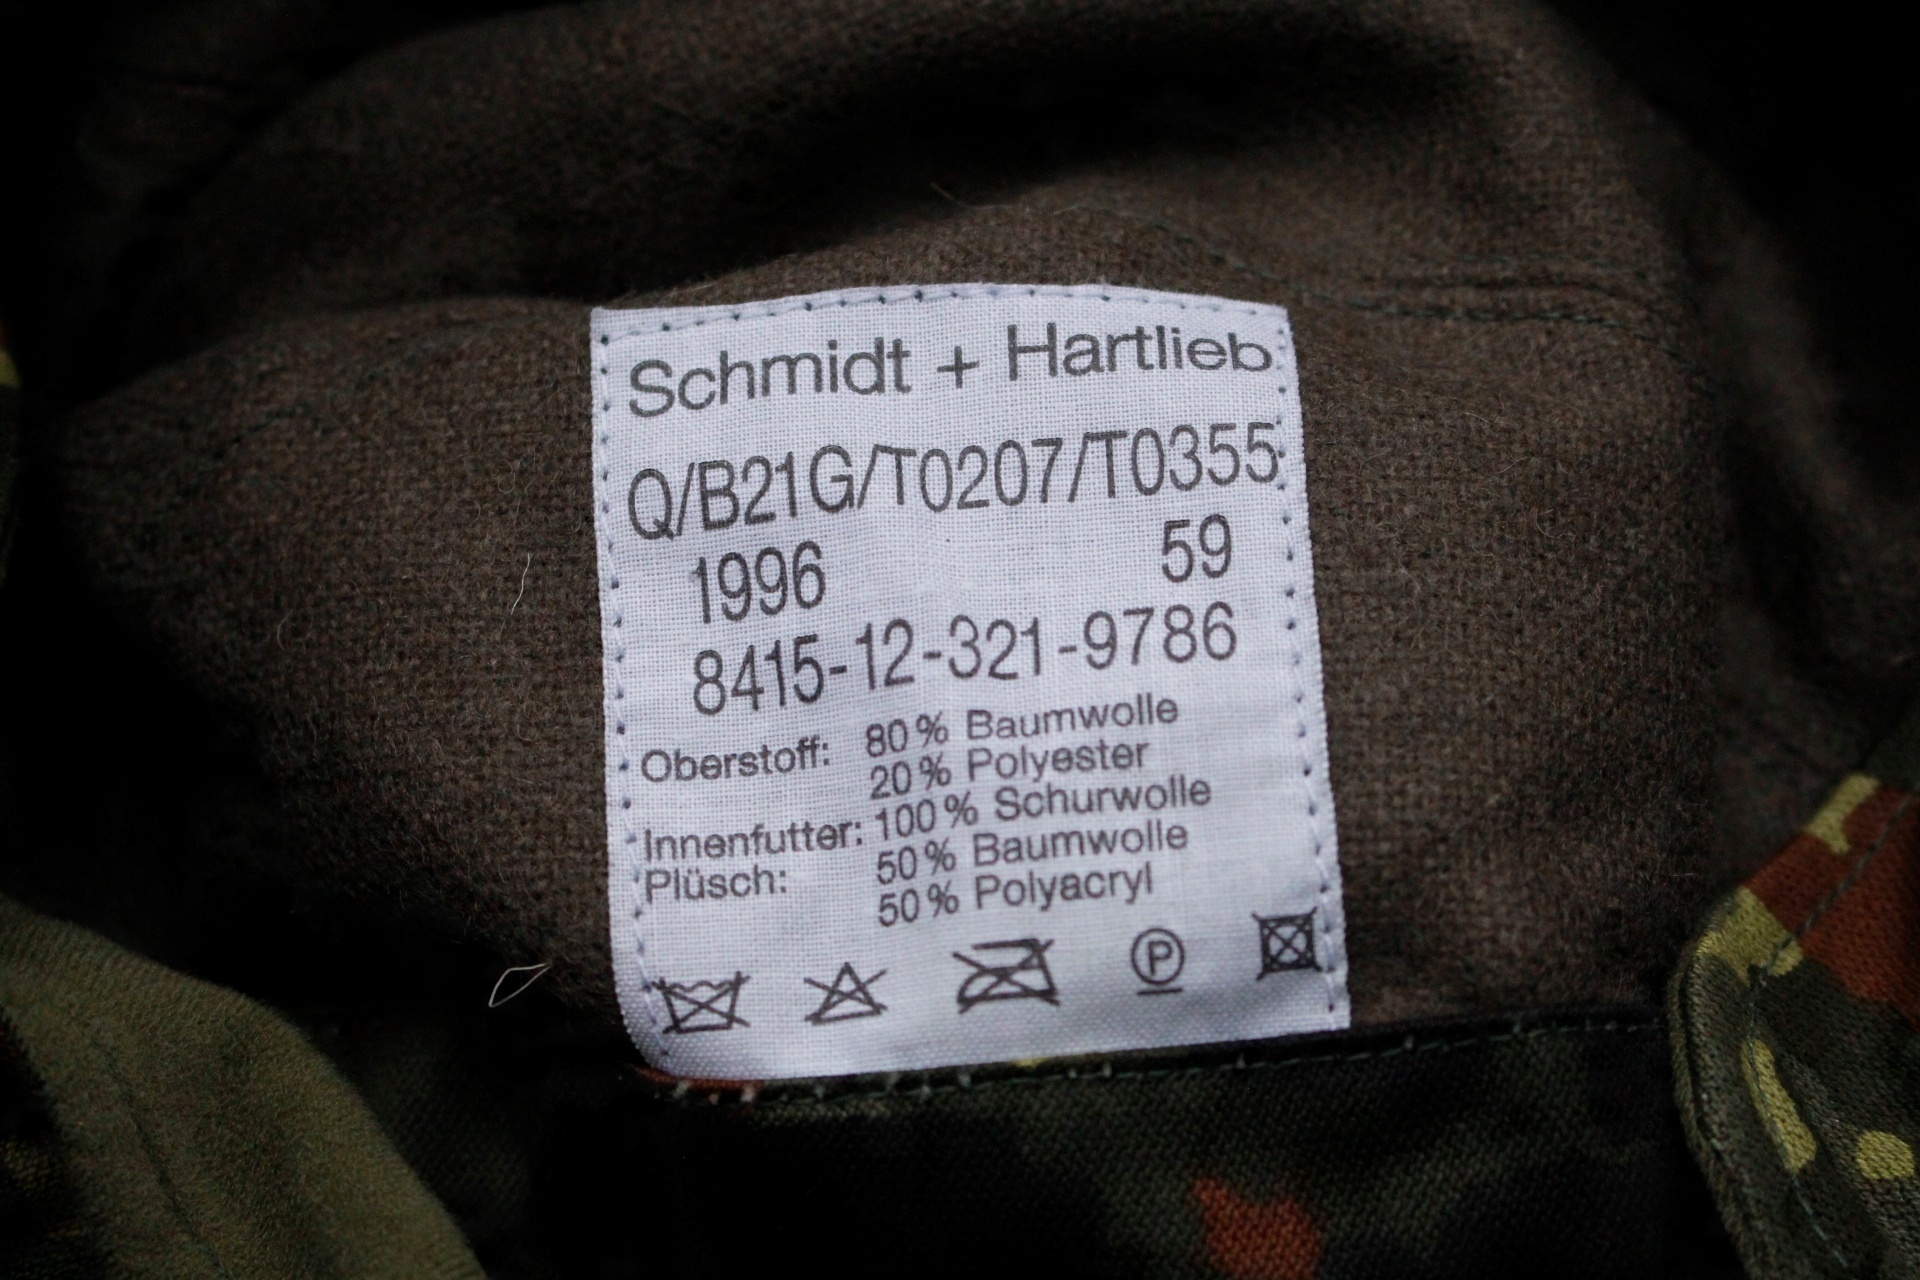 Schmidt + Hartlieb
Q/B21G/T0207/T0355
1996 59
8415-12-321-9786
Oberstoff: 80% Baumwolle
20% Polyester
Innenfutter: 100% Schurwolle
Plüsch: 50% Baumwolle
50% Polyacryl
P